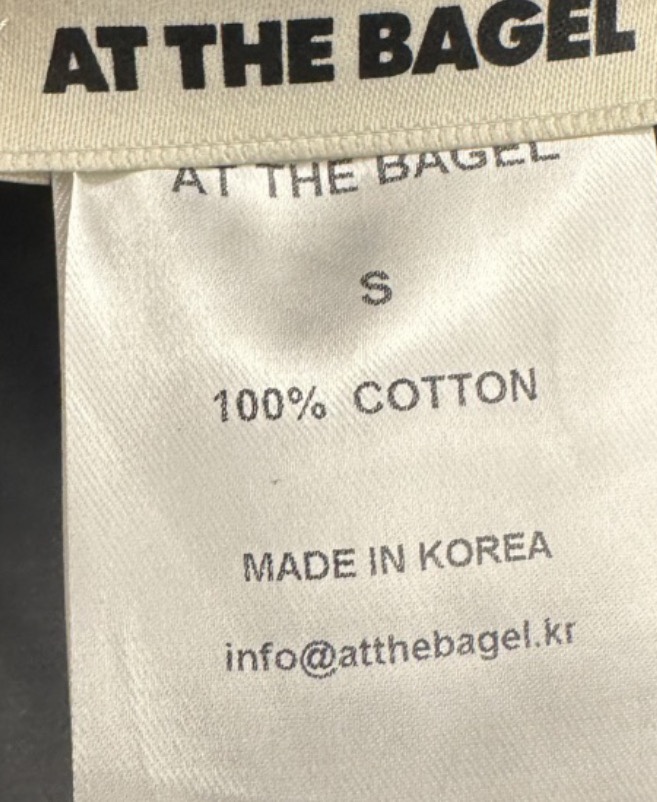 AT THE BAGEL
AT THE BAGEL
S
100% COTTON
MADE IN KOREA
info@atthebagel.kr